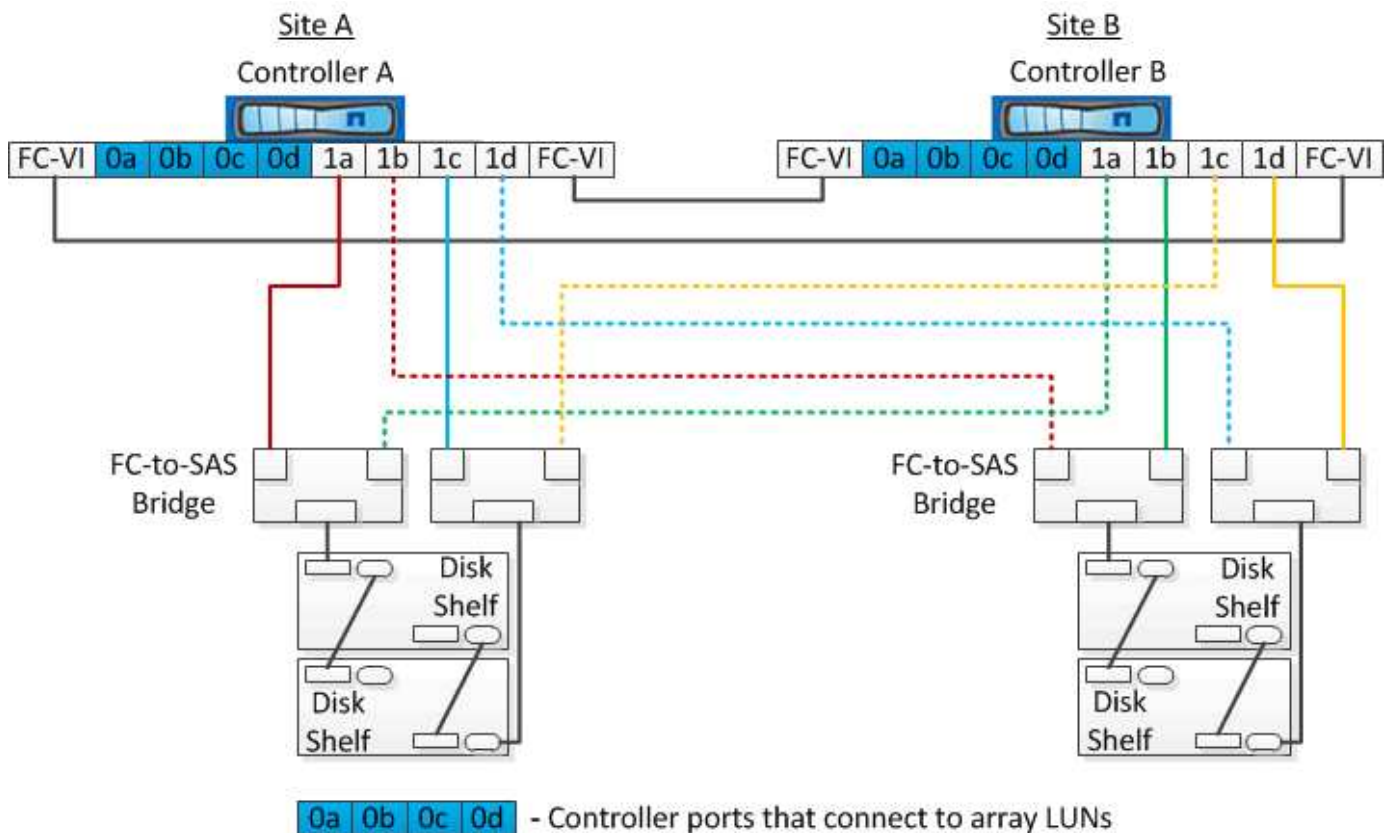 Site A
Site B
Controller A
Controller B
FC-VI 0a 0b 0c 0d 1a 1b 1c 1d FC-VI
FC-VI 0a 0b 0c 0d 1a 1b 1c 1d FC-VI
FC-to-SAS
Bridge
FC-to-SAS
Bridge
Disk
Shelf
Disk
Shelf
Disk
Shelf
Disk
Shelf
0a 0b 0c 0d - Controller ports that connect to array LUNs